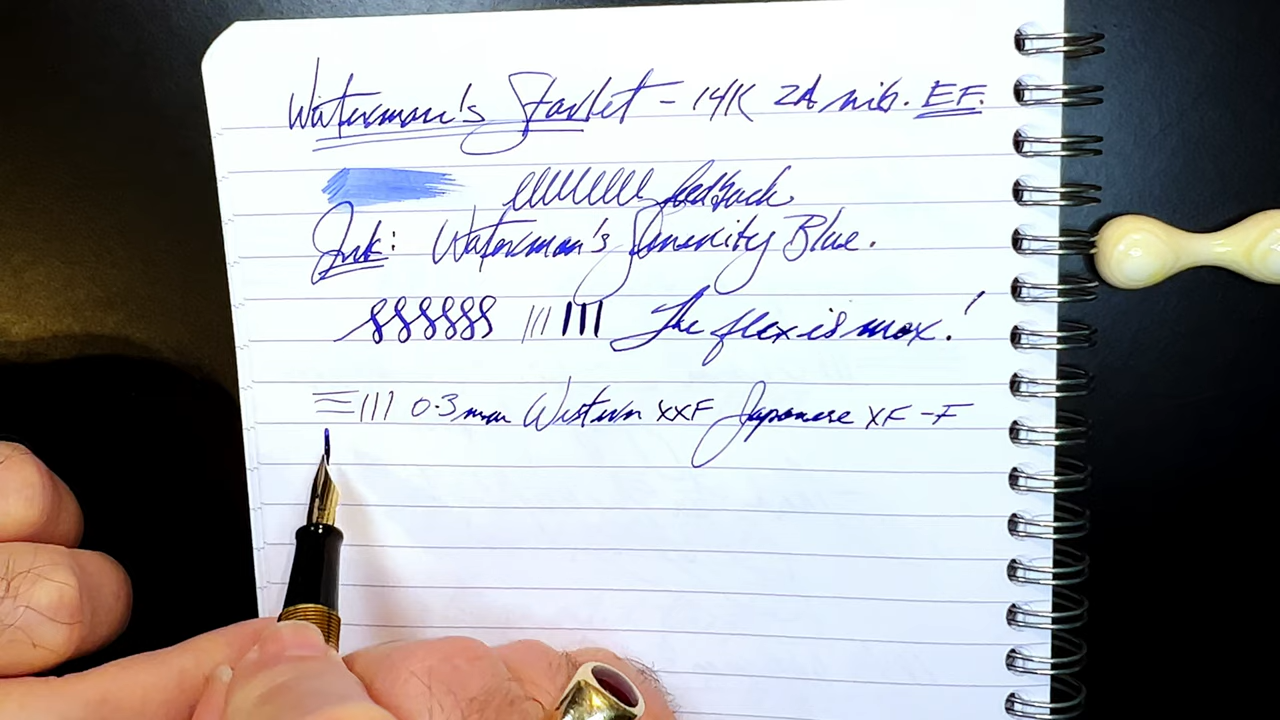 Waterman's Starlet - 14K 2A nib. EF.
feedback
Ink: Waterman's Serenity Blue.
The flex is max!
0.3mm Western XXF Japanese XF - F